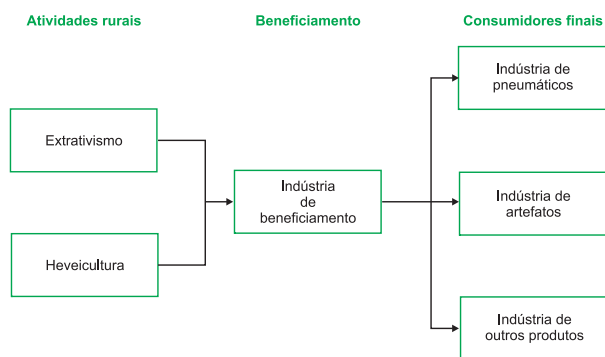 Atividades rurais
Beneficiamento
Consumidores finais
Extrativismo
Heveicultura
Indústria
de
beneficiamento
Indústria de
pneumáticos
Indústria de
artefatos
Indústria de
outros produtos